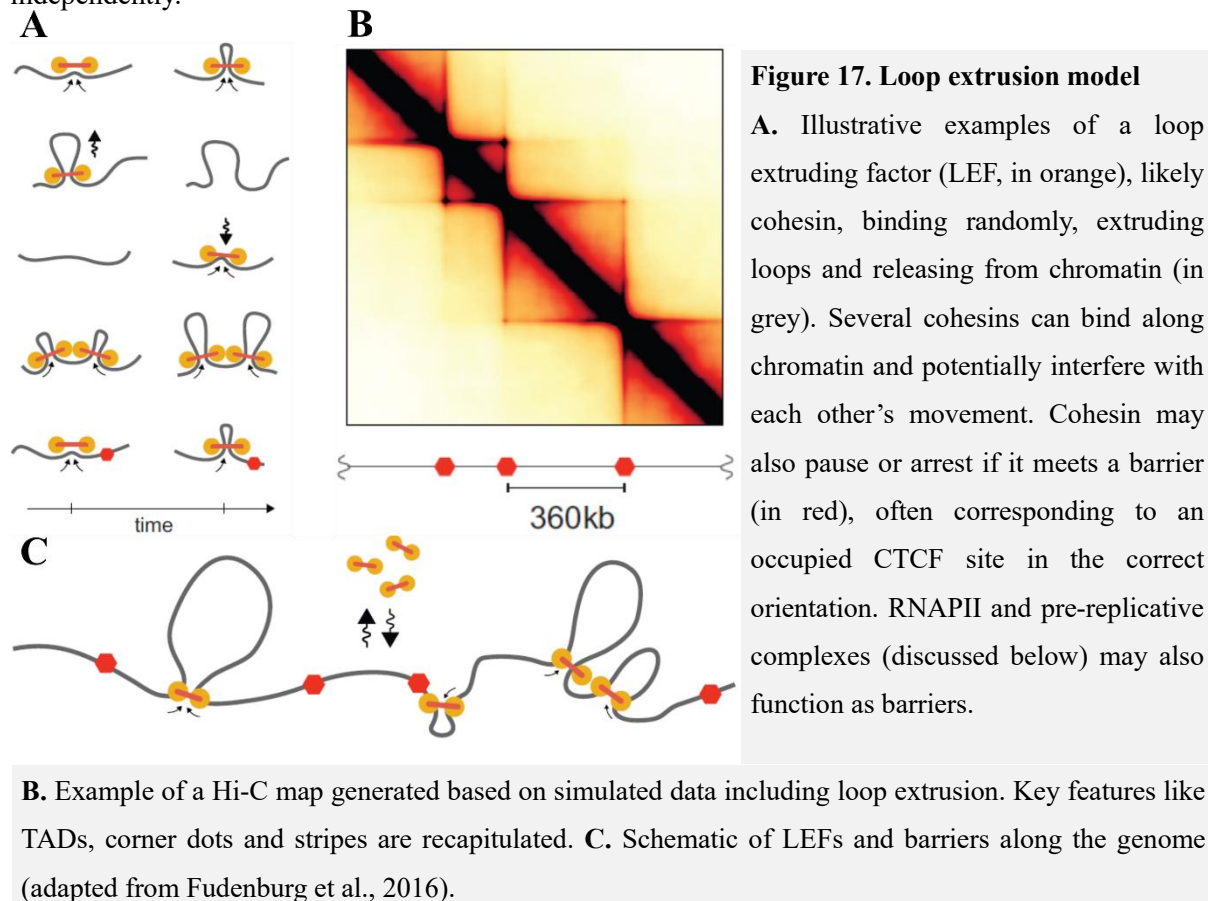 independently.
A
B
time
360kb
C
Figure 17. Loop extrusion model
A. Illustrative examples of a loop
extruding factor (LEF, in orange), likely
cohesin, binding randomly, extruding
loops and releasing from chromatin (in
grey). Several cohesins can bind along
chromatin and potentially interfere with
each other’s movement. Cohesin may
also pause or arrest if it meets a barrier
(in red), often corresponding to an
occupied CTCF site in the correct
orientation. RNAPII and pre-replicative
complexes (discussed below) may also
function as barriers.
B. Example of a Hi-C map generated based on simulated data including loop extrusion. Key features like
TADs, corner dots and stripes are recapitulated. C. Schematic of LEFs and barriers along the genome
(adapted from Fudenburg et al., 2016).